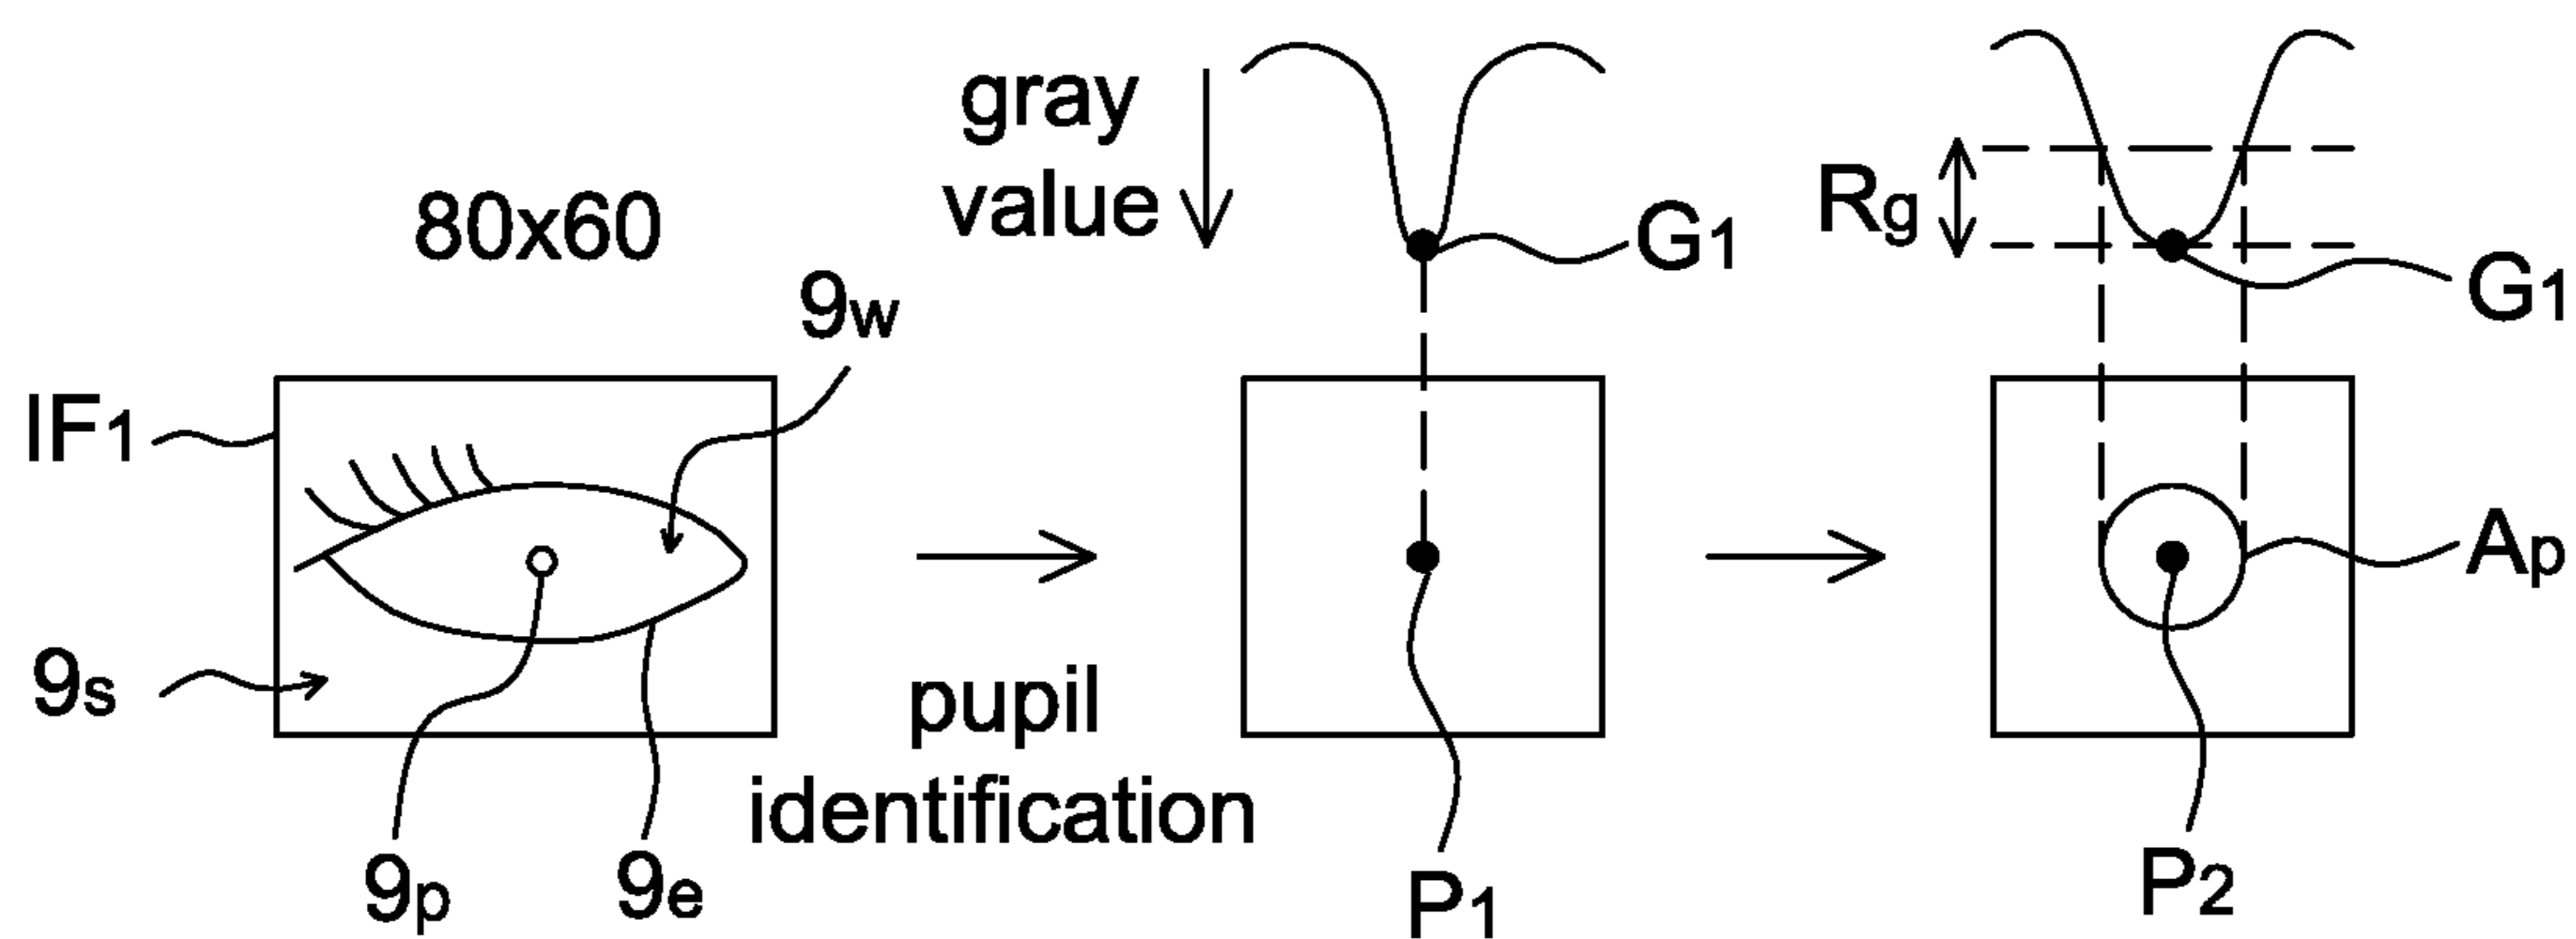 80x60
IF1
9w
9s
9p
9e
pupil
identification
gray
value
G1
P1
Rg
G1
Ap
P2